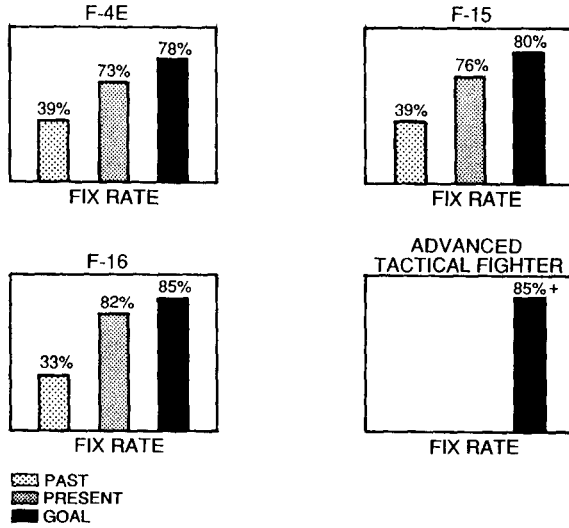 F-4E
39%
73%
78%
FIX RATE
F-15
39%
76%
80%
FIX RATE
F-16
33%
82%
85%
FIX RATE
ADVANCED
TACTICAL FIGHTER
85% +
FIX RATE
PAST
PRESENT
GOAL